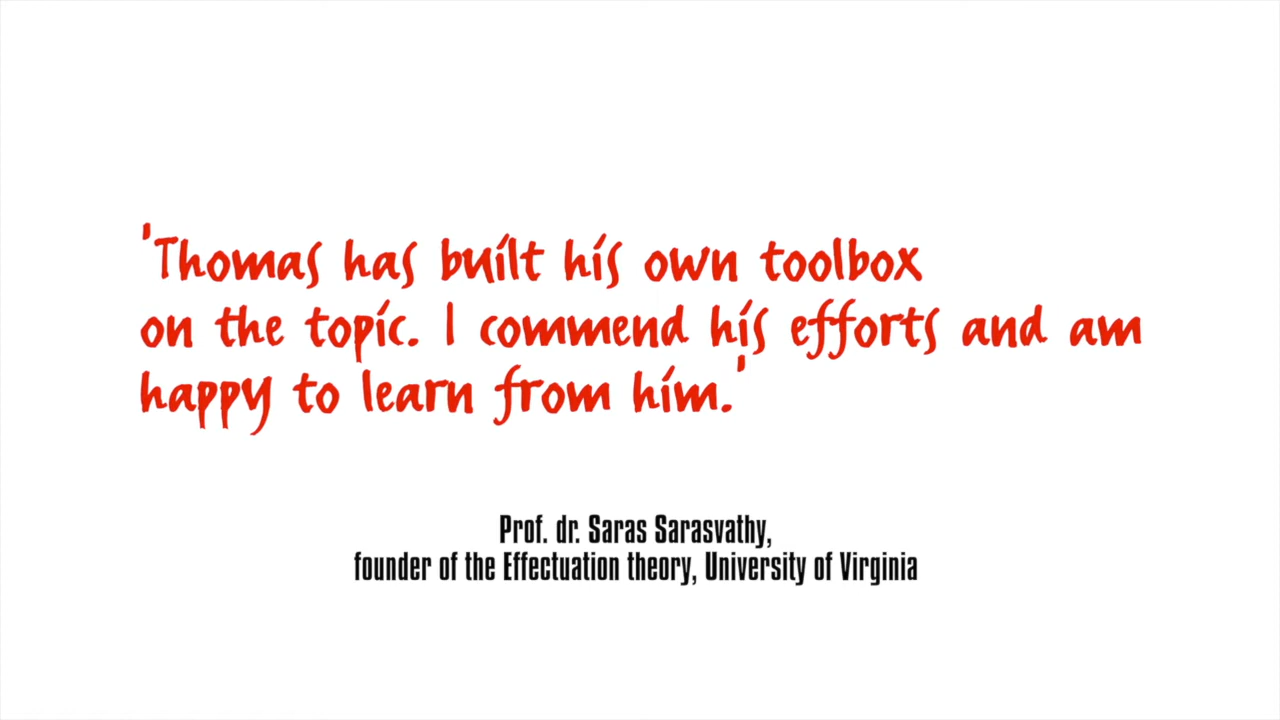 'Thomas has built his own toolbox
on the topic. I commend his efforts and am
happy to learn from him.'
Prof. dr. Saras Sarasvathy,
founder of the Effectuation theory, University of Virginia